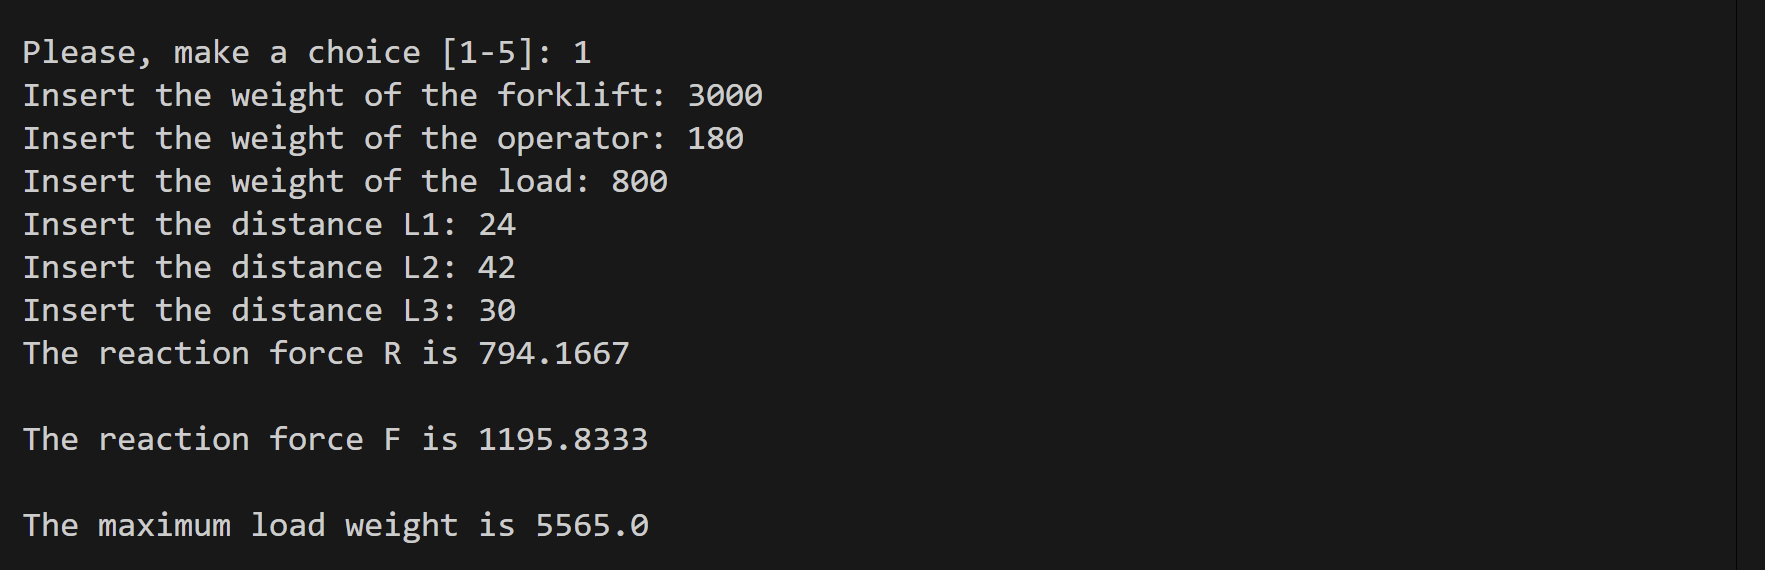 Please, make a choice [1-5]: 1
Insert the weight of the forklift: 3000
Insert the weight of the operator: 180
Insert the weight of the load: 800
Insert the distance L1: 24
Insert the distance L2: 42
Insert the distance L3: 30
The reaction force R is 794.1667
The reaction force F is 1195.8333
The maximum load weight is 5565.0